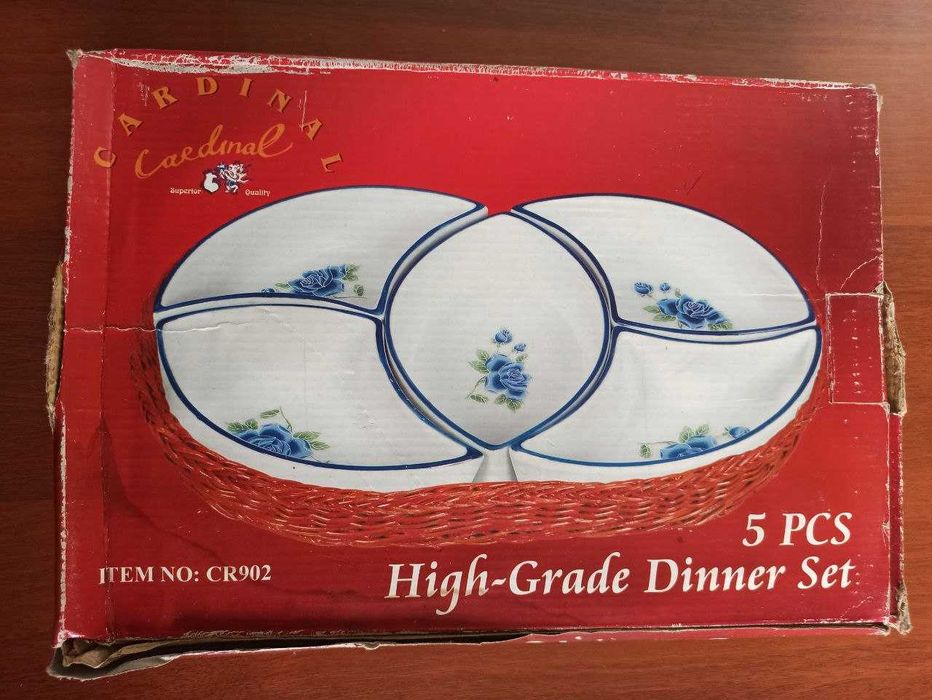 CARDINAL
Cardinal
Superior Quality
5 PCS
High-Grade Dinner Set
ITEM NO: CR902